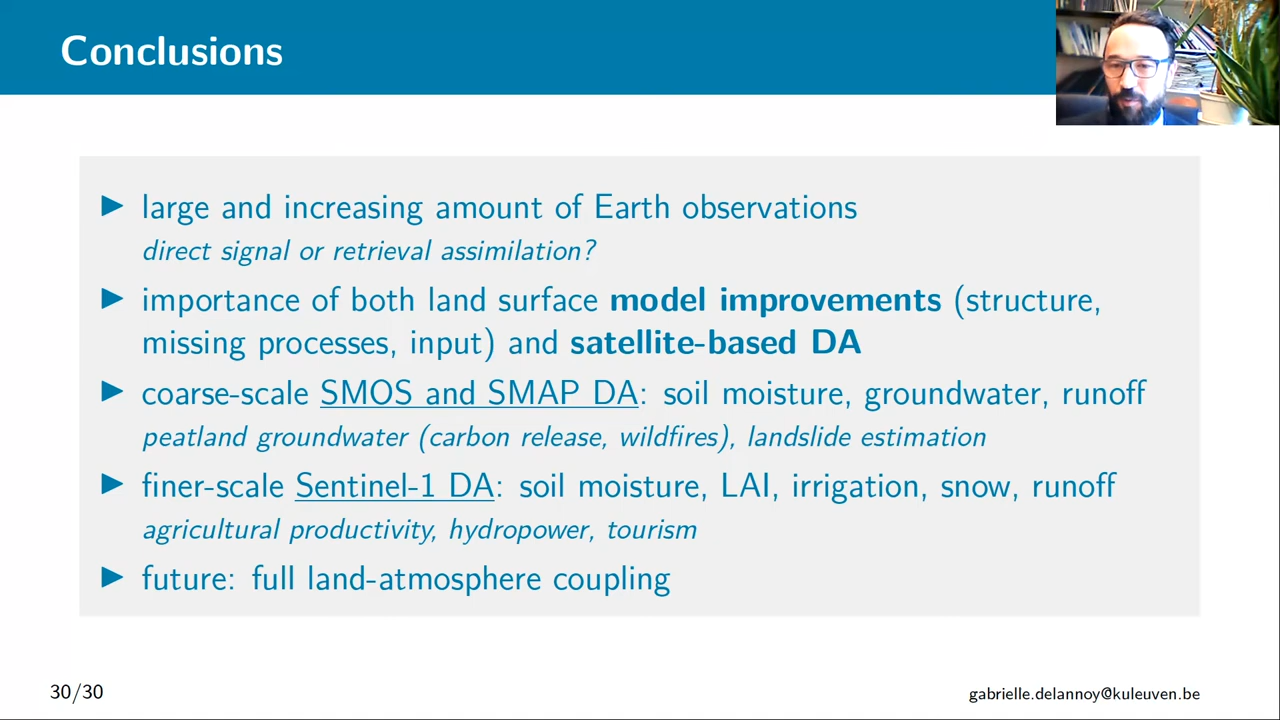 Conclusions
▶ large and increasing amount of Earth observations
direct signal or retrieval assimilation?
▶ importance of both land surface model improvements (structure,
missing processes, input) and satellite-based DA
▶ coarse-scale SMOS and SMAP DA: soil moisture, groundwater, runoff
peatland groundwater (carbon release, wildfires), landslide estimation
▶ finer-scale Sentinel-1 DA: soil moisture, LAI, irrigation, snow, runoff
agricultural productivity, hydropower, tourism
▶ future: full land-atmosphere coupling
30/30
gabrielle.delannoy@kuleuven.be